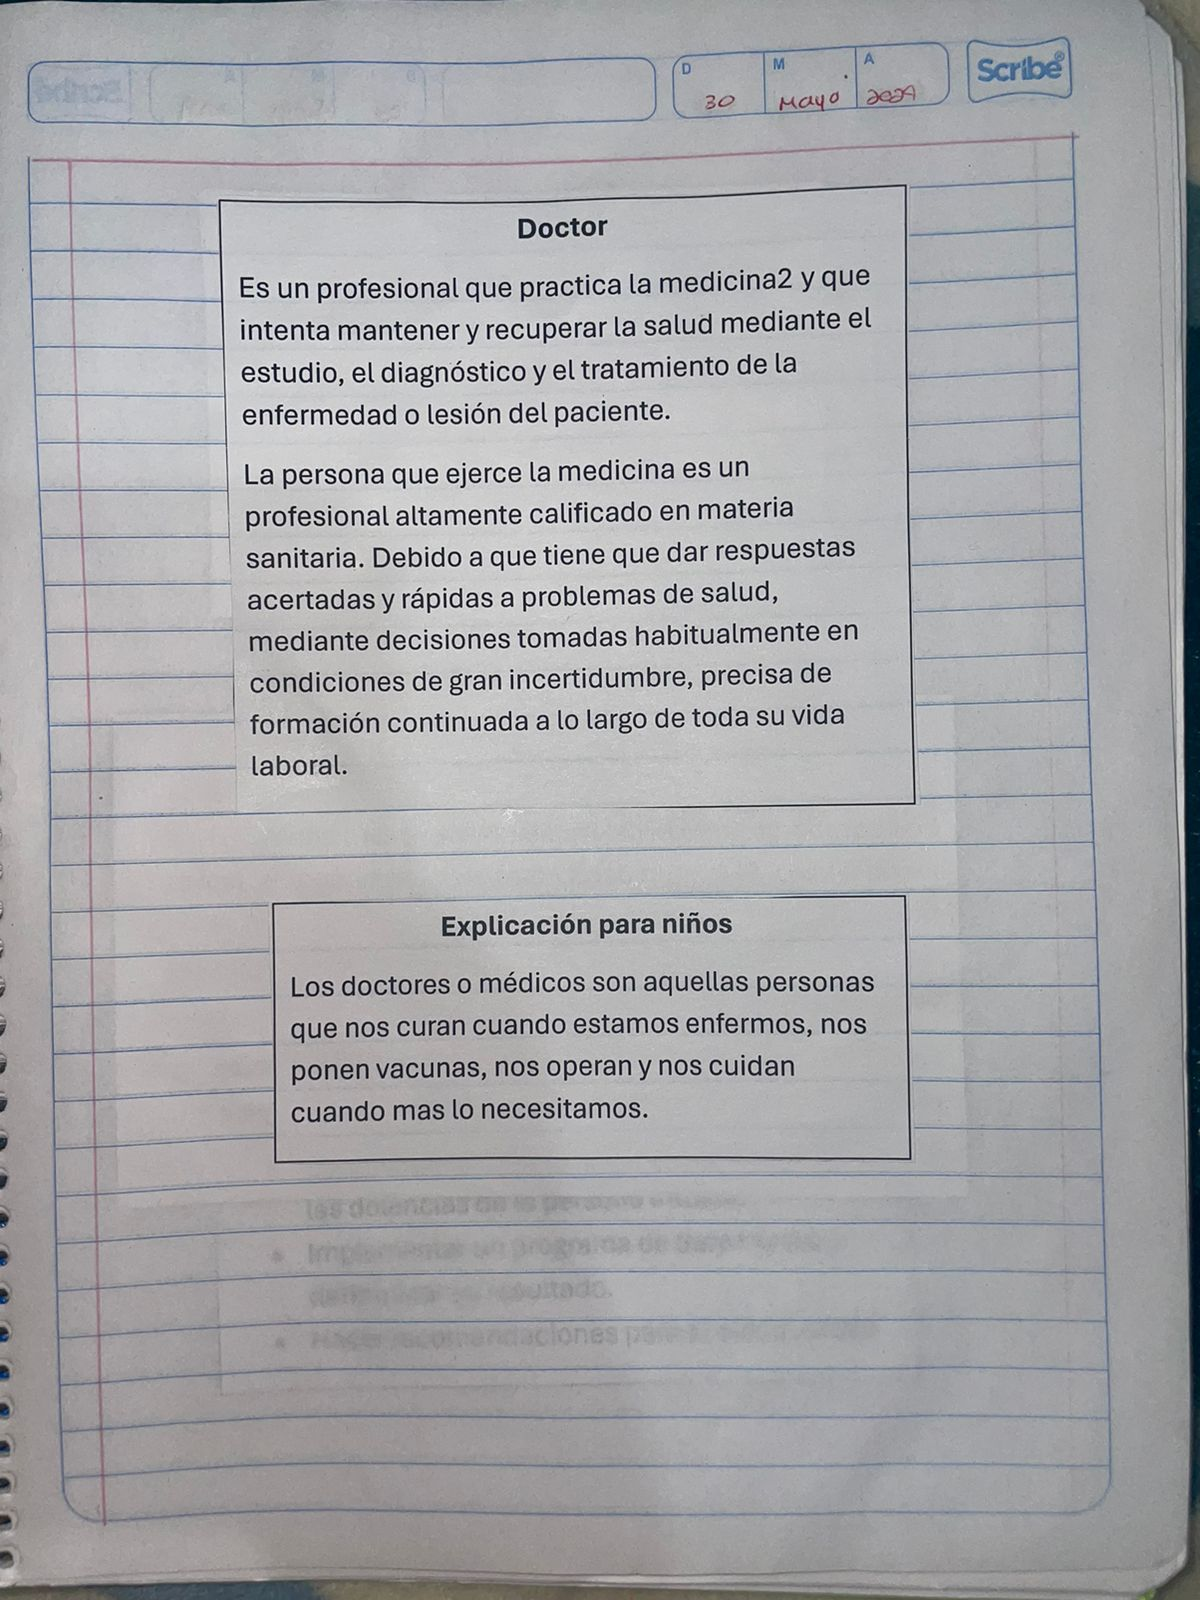 D M A
30 Mayo 2024
Scribe®
Doctor
Es un profesional que practica la medicina2 y que
intenta mantener y recuperar la salud mediante el
estudio, el diagnóstico y el tratamiento de la
enfermedad o lesión del paciente.
La persona que ejerce la medicina es un
profesional altamente calificado en materia
sanitaria. Debido a que tiene que dar respuestas
acertadas y rápidas a problemas de salud,
mediante decisiones tomadas habitualmente en
condiciones de gran incertidumbre, precisa de
formación continuada a lo largo de toda su vida
laboral.
Explicación para niños
Los doctores o médicos son aquellas personas
que nos curan cuando estamos enfermos, nos
ponen vacunas, nos operan y nos cuidan
cuando mas lo necesitamos.